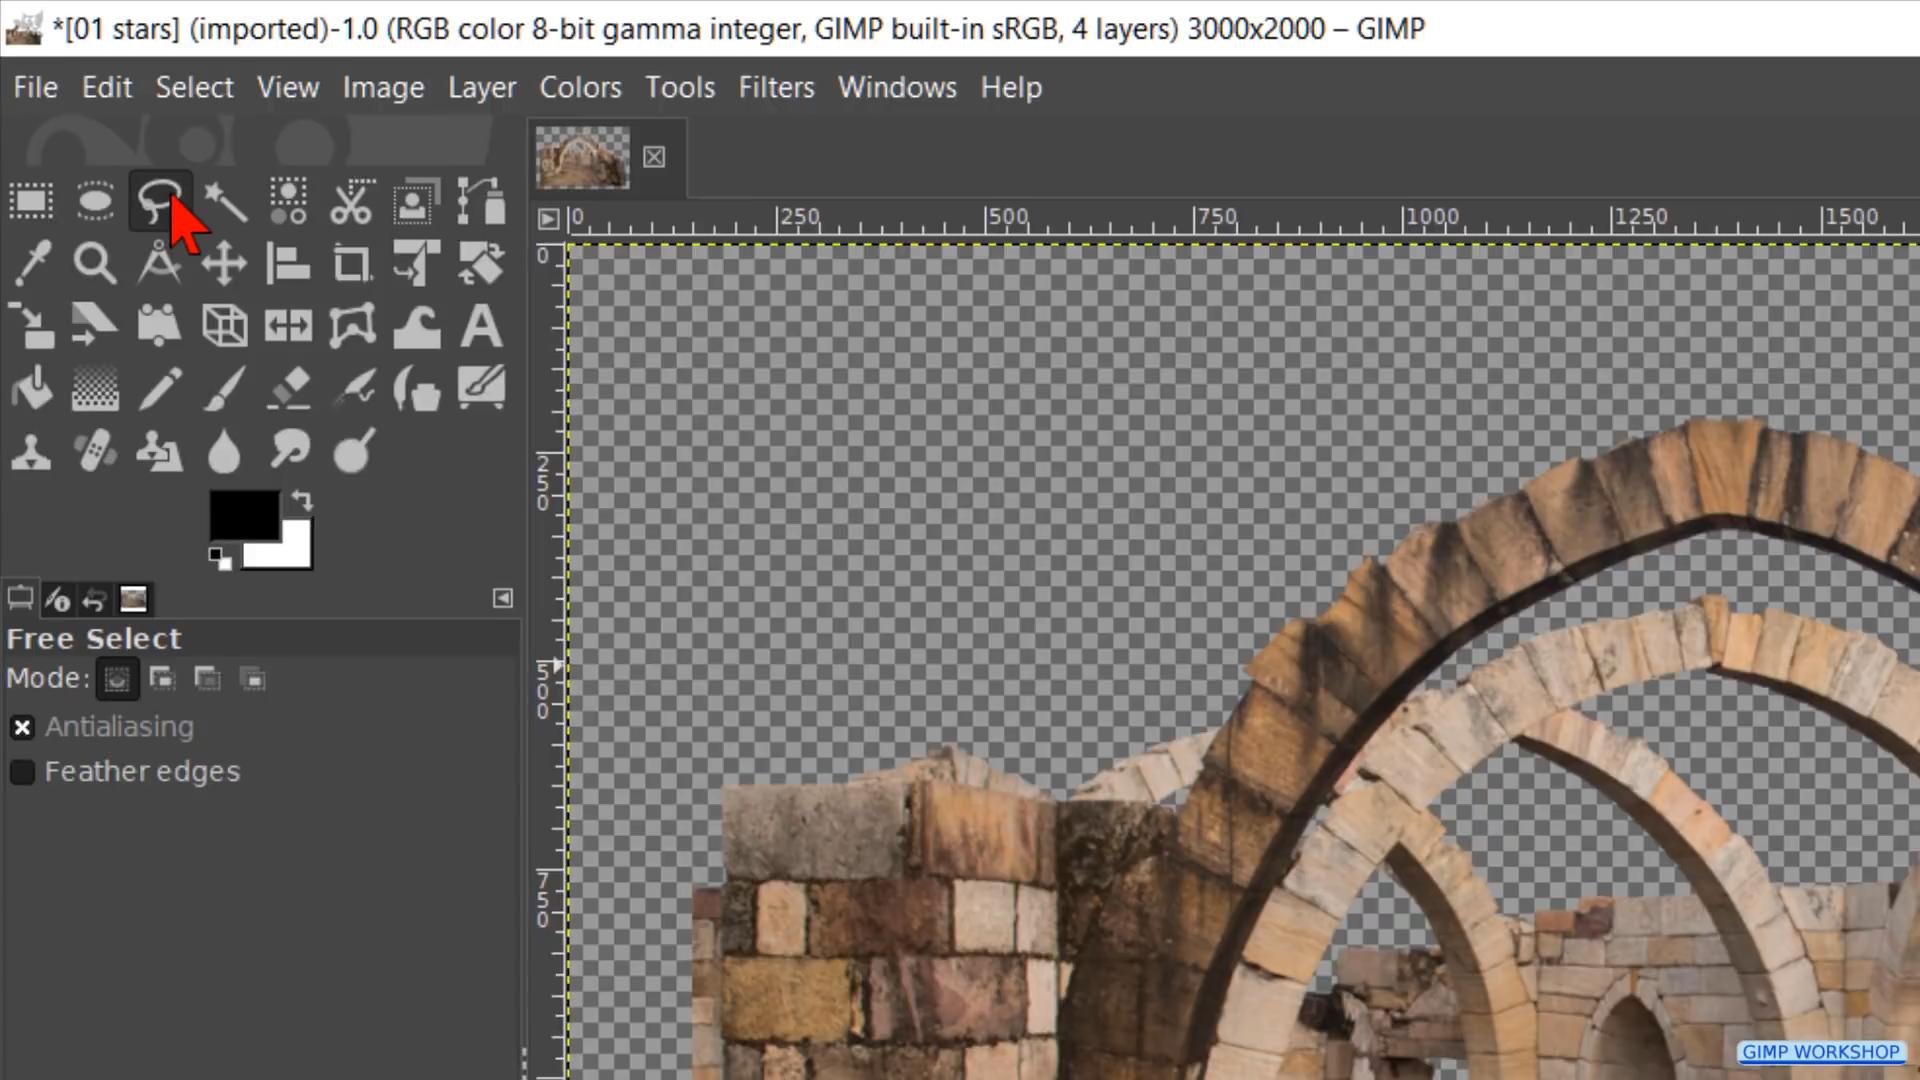 *[01 stars] (imported)-1.0 (RGB color 8-bit gamma integer, GIMP built-in sRGB, 4 layers) 3000x2000 – GIMP
File Edit Select View Image Layer Colors Tools Filters Windows Help
0 250 500 750 1000 1250 1500
0
250
500
750
Free Select
Mode:
Antialiasing
Feather edges
GIMP WORKSHOP